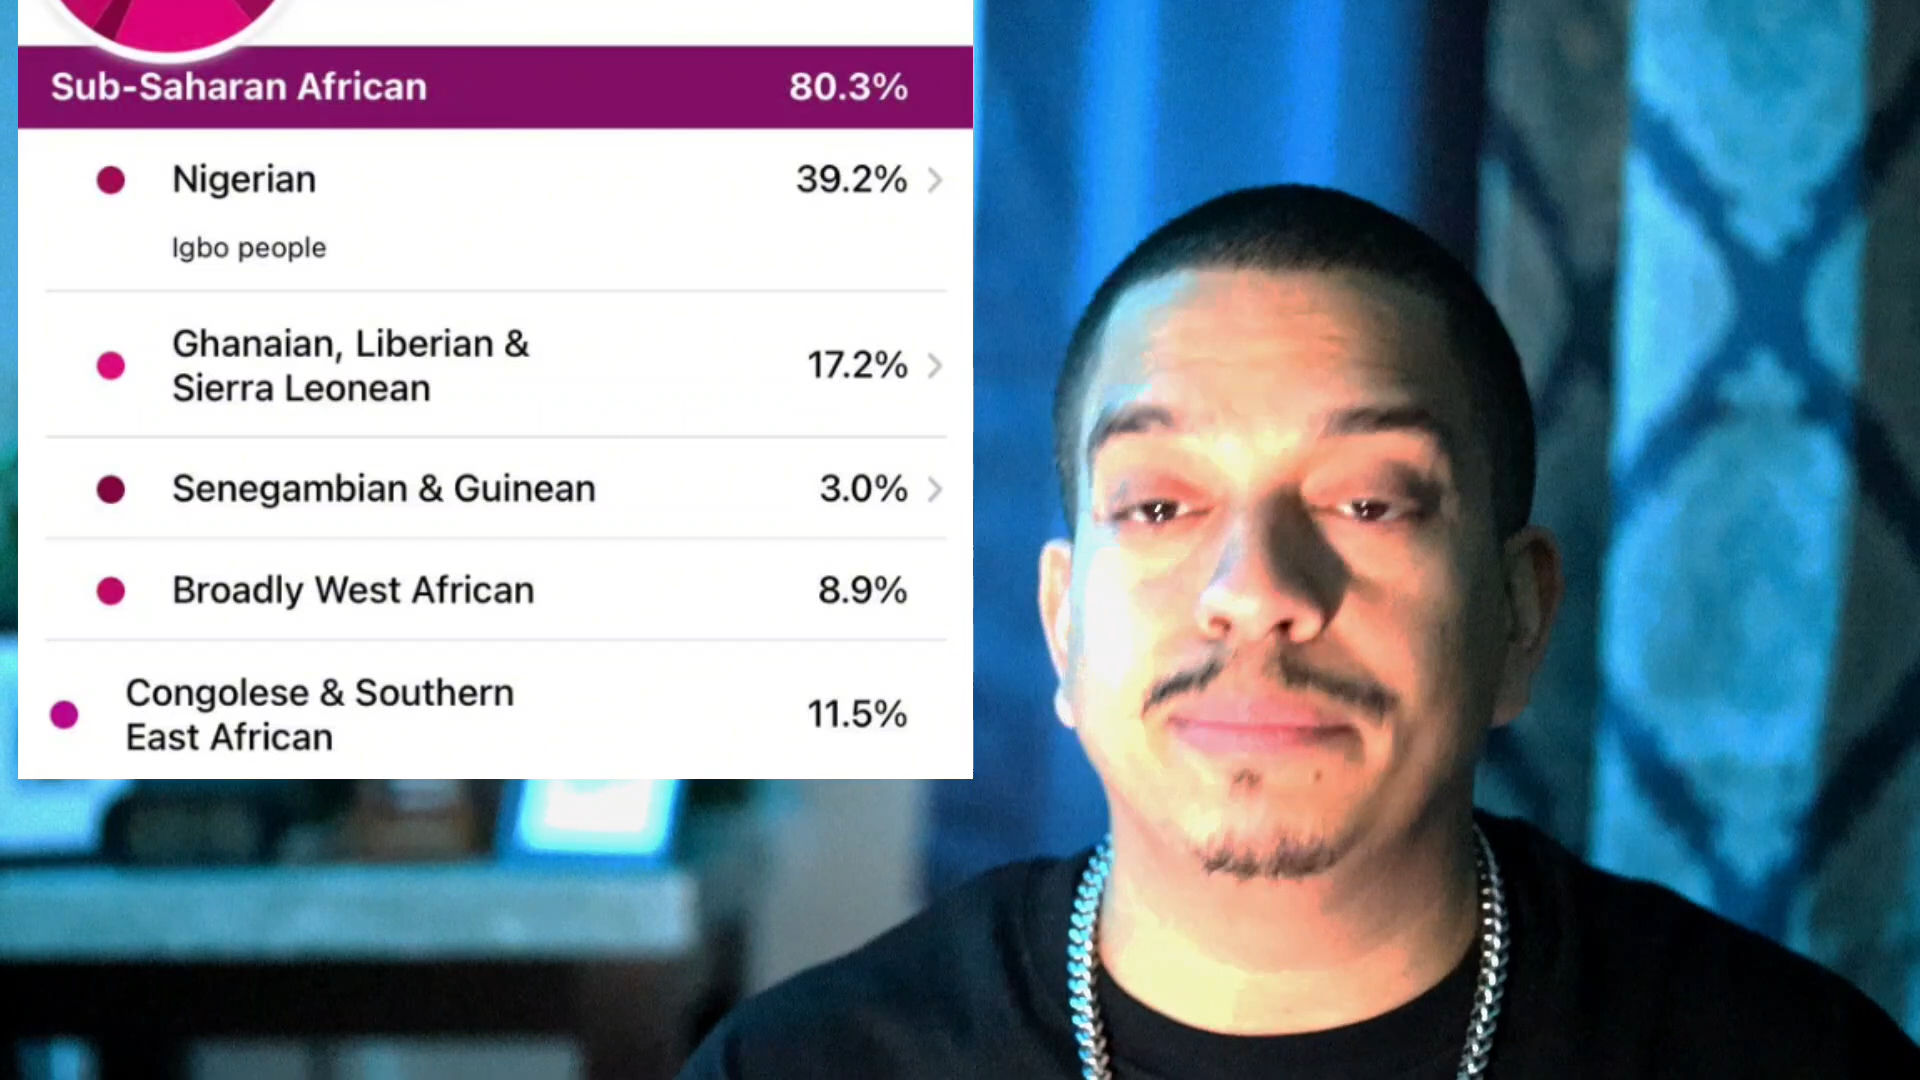 Sub-Saharan African 80.3%
Nigerian 39.2%
Igbo people
Ghanaian, Liberian &
Sierra Leonean 17.2%
Senegambian & Guinean 3.0%
Broadly West African 8.9%
Congolese & Southern
East African 11.5%